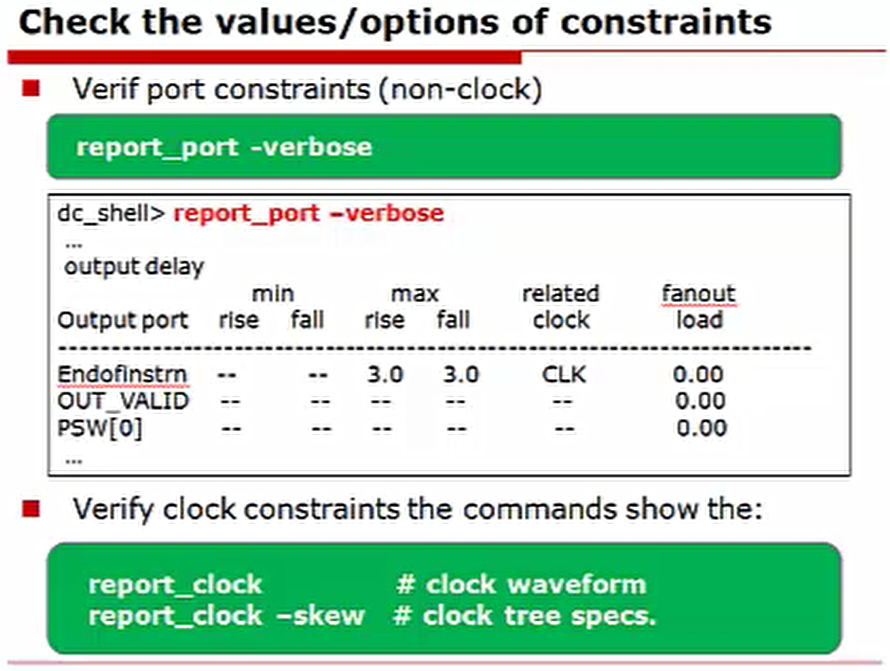 Check the values/options of constraints
Verif port constraints (non-clock)
report_port -verbose
dc_shell> report_port –verbose
...
output delay
min max related fanout
Output port rise fall rise fall clock load
--------------------------------------------------------------------------------
Endofinstrn -- -- 3.0 3.0 CLK 0.00
OUT_VALID -- -- -- -- -- 0.00
PSW[0] -- -- -- -- -- 0.00
...
Verify clock constraints the commands show the:
report_clock # clock waveform
report_clock –skew # clock tree specs.